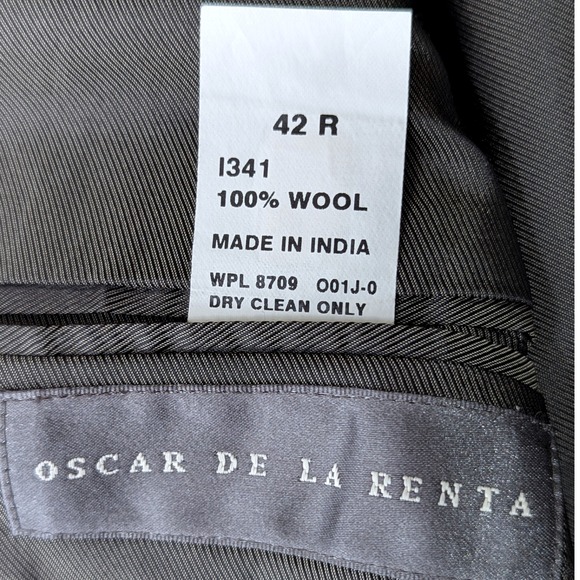 42 R
I341
100% WOOL
MADE IN INDIA
WPL 8709 O01J-0
DRY CLEAN ONLY
OSCAR DE LA RENTA